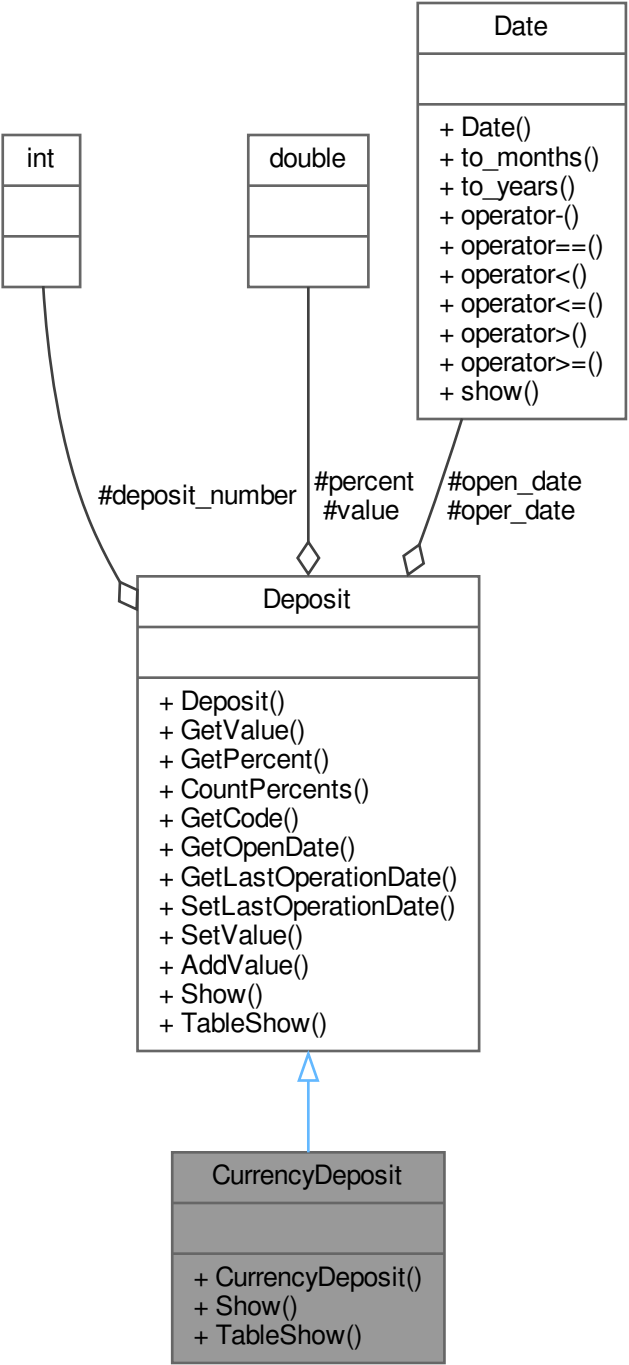 Date
+ Date()
+ to_months()
+ to_years()
+ operator-()
+ operator==()
+ operator<()
+ operator<=()
+ operator>()
+ operator>=()
+ show()
int
double
#deposit_number
#percent
#value
#open_date
#oper_date
Deposit
+ Deposit()
+ GetValue()
+ GetPercent()
+ CountPercents()
+ GetCode()
+ GetOpenDate()
+ GetLastOperationDate()
+ SetLastOperationDate()
+ SetValue()
+ AddValue()
+ Show()
+ TableShow()
CurrencyDeposit
+ CurrencyDeposit()
+ Show()
+ TableShow()